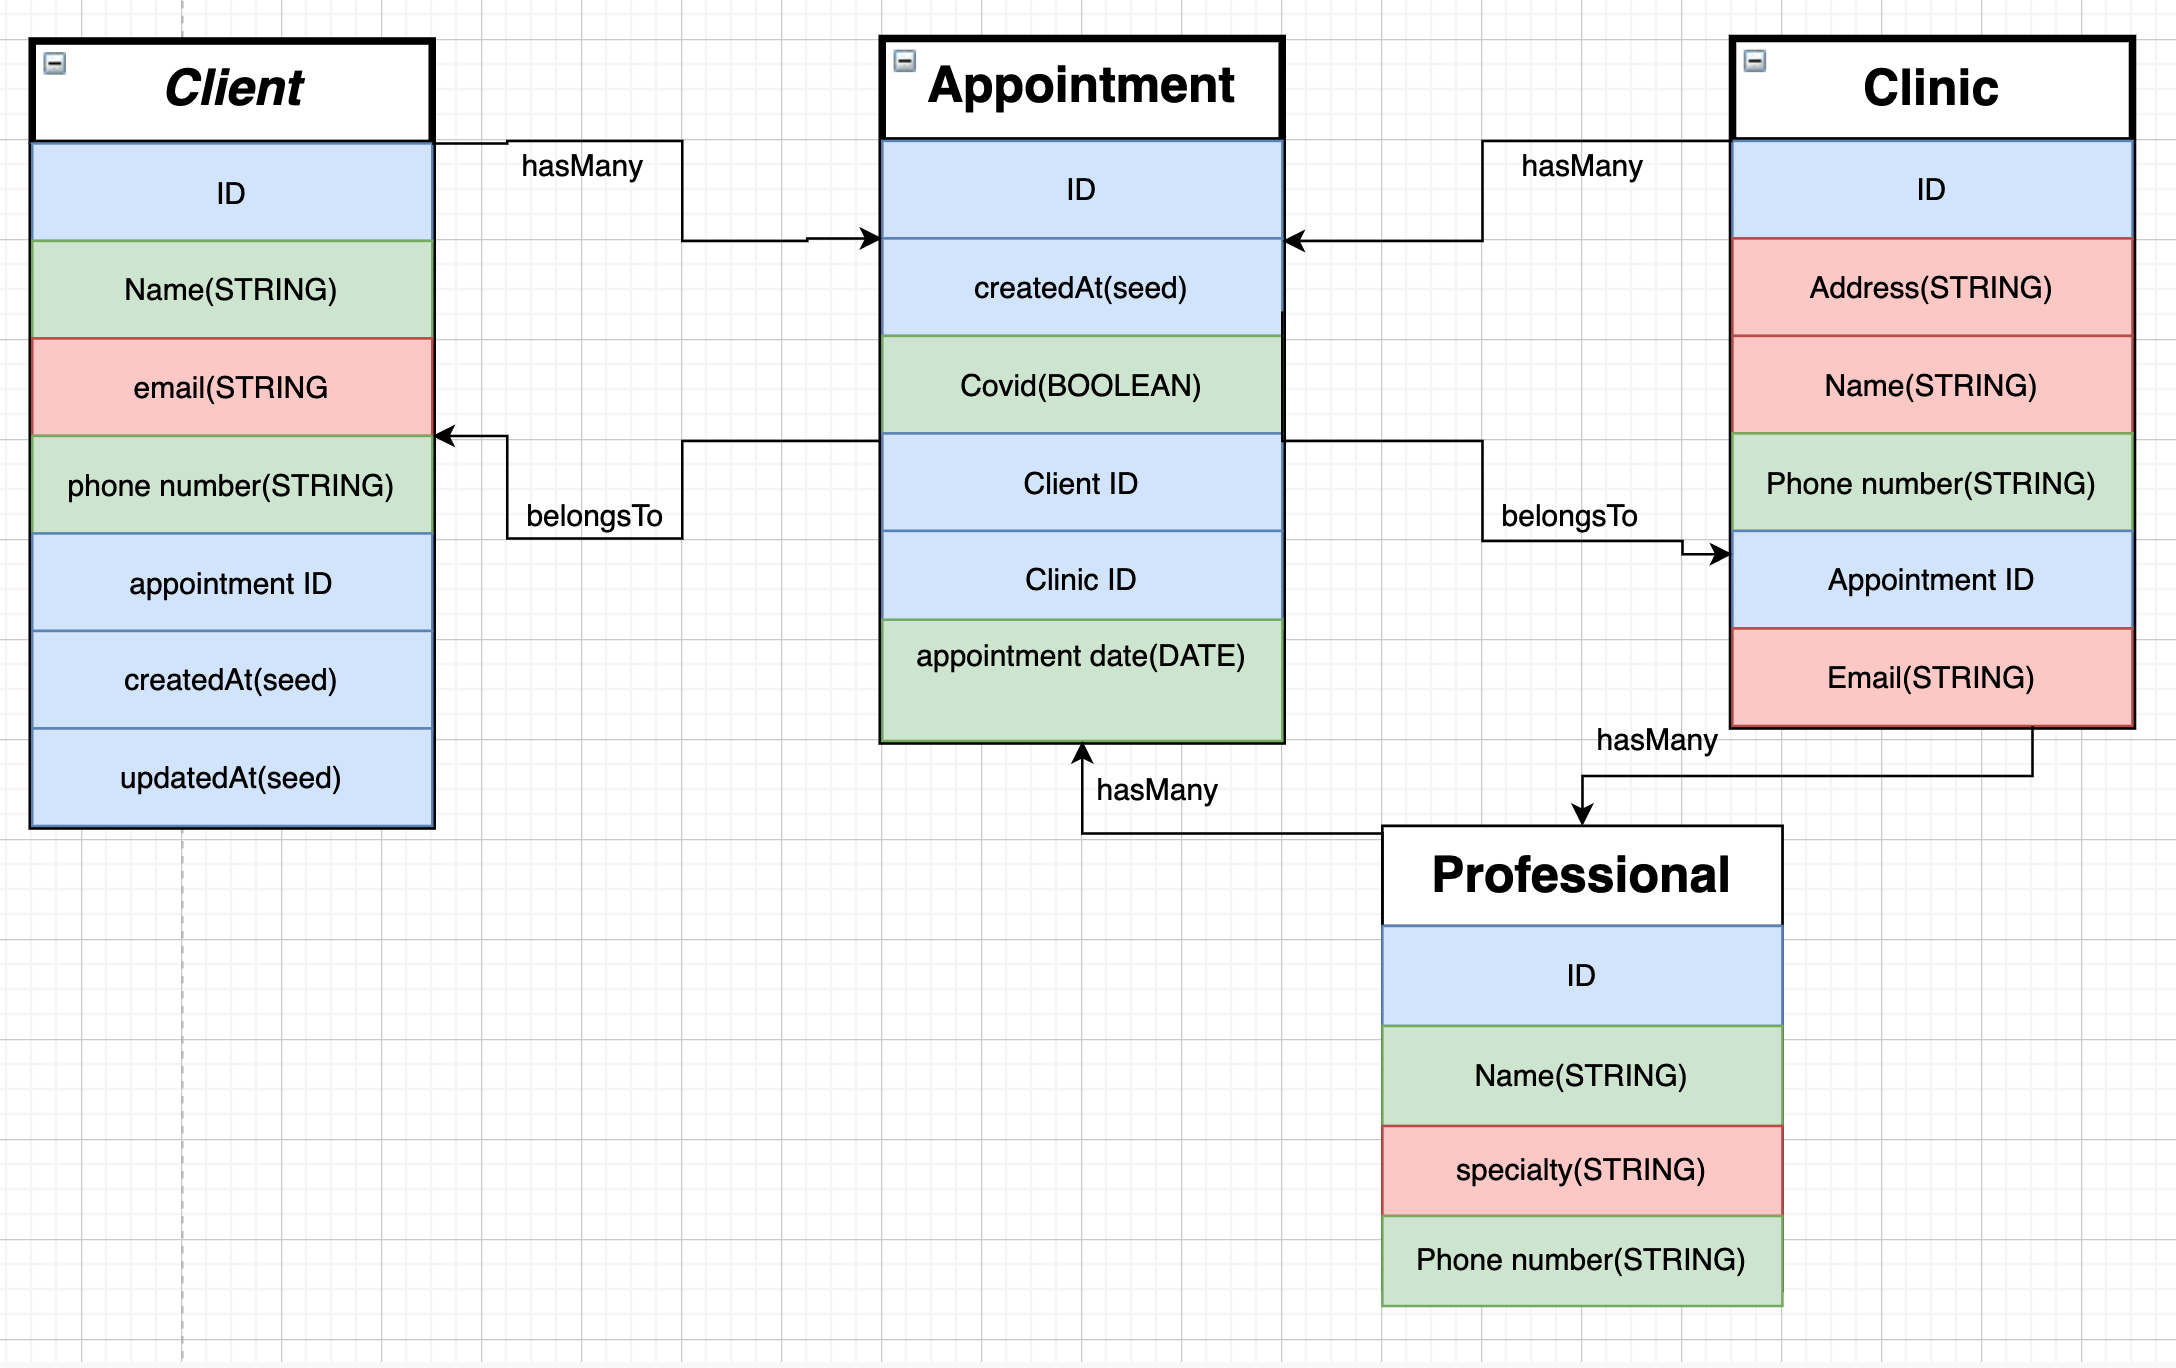 Client
ID
Name(STRING)
email(STRING
phone number(STRING)
appointment ID
createdAt(seed)
updatedAt(seed)
hasMany
belongsTo
Appointment
ID
createdAt(seed)
Covid(BOOLEAN)
Client ID
Clinic ID
appointment date(DATE)
hasMany
belongsTo
Clinic
ID
Address(STRING)
Name(STRING)
Phone number(STRING)
Appointment ID
Email(STRING)
hasMany
hasMany
Professional
ID
Name(STRING)
specialty(STRING)
Phone number(STRING)